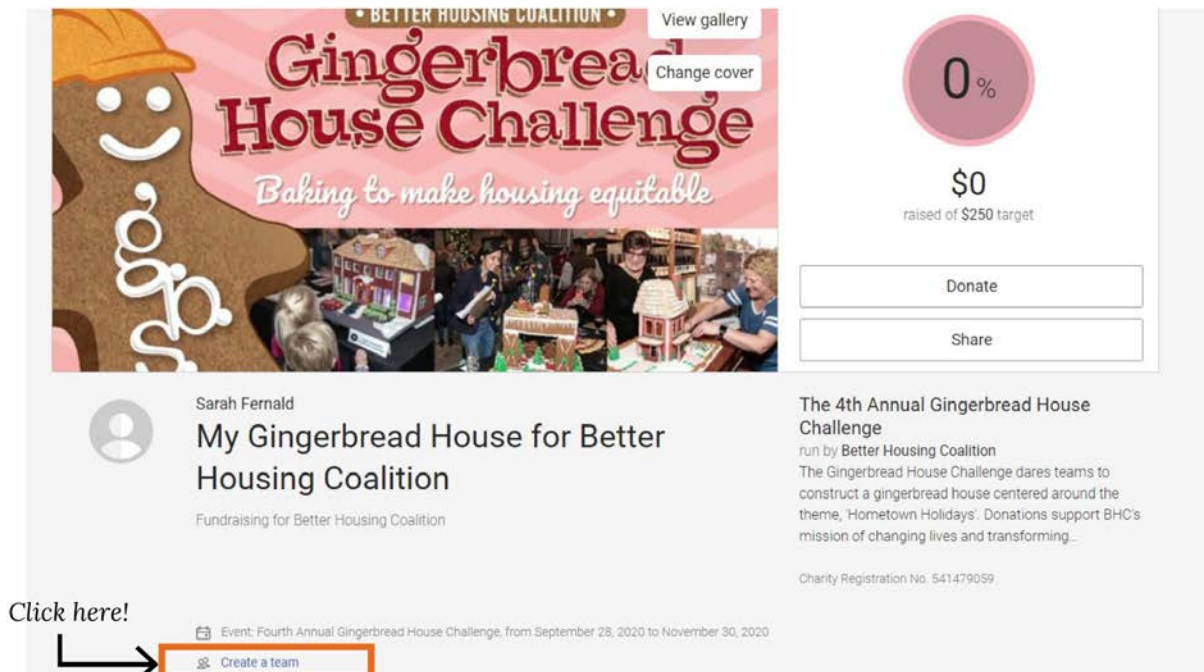 • BETTER HOUSING COALITION •
View gallery
Gingerbrea
Change cover
House Challenge
Baking to make housing equitable
gbs
0 %
$0
raised of $250 target
Donate
Share
Sarah Fernald
My Gingerbread House for Better
Housing Coalition
Fundraising for Better Housing Coalition
The 4th Annual Gingerbread House
Challenge
run by Better Housing Coalition
The Gingerbread House Challenge dares teams to
construct a gingerbread house centered around the
theme, 'Hometown Holidays'. Donations support BHC's
mission of changing lives and transforming...
Charity Registration No. 541479059
Click here!
Event: Fourth Annual Gingerbread House Challenge, from September 28, 2020 to November 30, 2020
Create a team